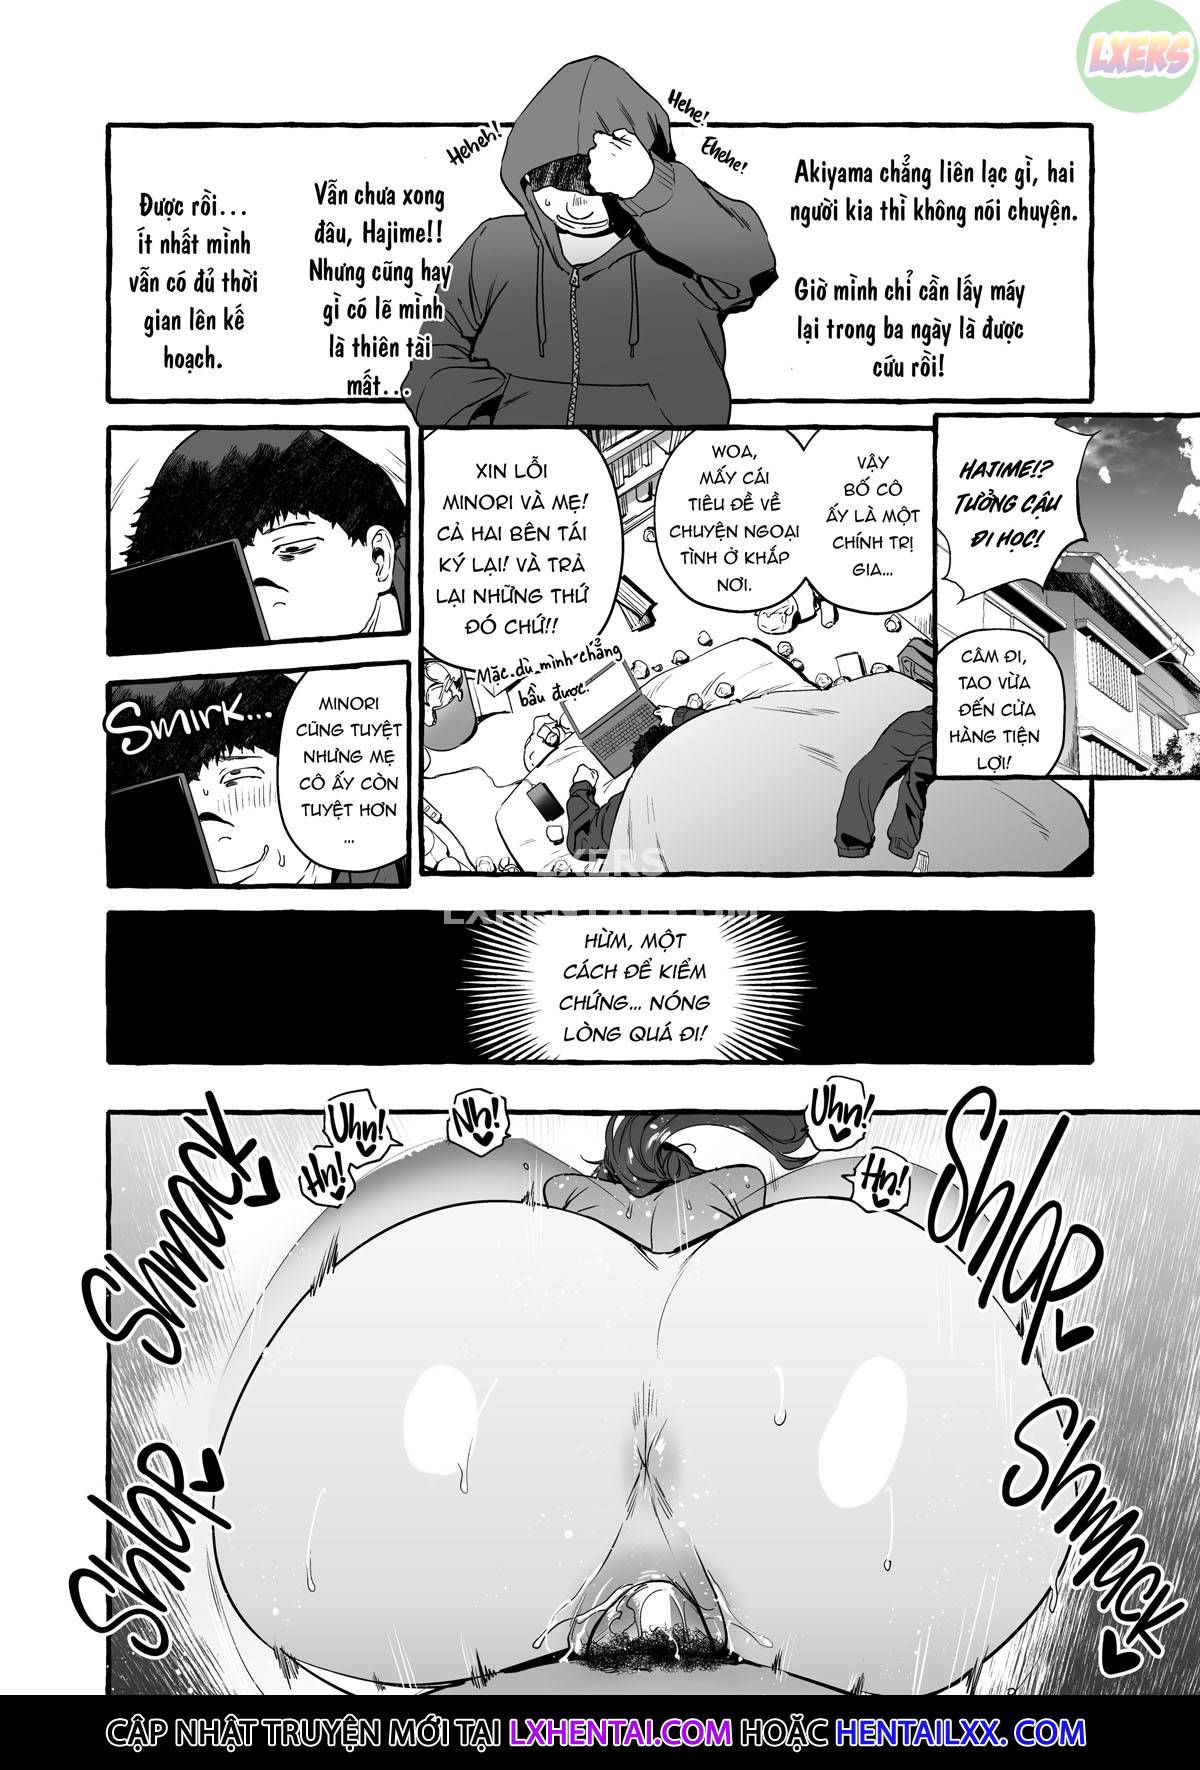 LXERS
Akiyama chẳng liên lạc gì, hai
người kia thì không nói chuyện.
Giờ mình chỉ cần lấy máy
lại trong ba ngày là được
cứu rồi!
Heheh!
Hehe!
Ehehe!
Vẫn chưa xong
đâu, Hajime!!
Nhưng cũng hay
gì có lẽ mình
là thiên tài
mất...
Được rồi...
ít nhất mình
vẫn có đủ thời
gian lên kế
hoạch.
HAJIME!?
TƯỞNG CẬU
ĐI HỌC!
CÂM ĐI,
TAO VỪA
ĐẾN CỬA
HÀNG TIỆN
LỢI!
VẬY
BỐ CÔ
ẤY LÀ MỘT
CHÍNH TRỊ
GIA...
WOA,
MẤY CÁI
TIÊU ĐỀ VỀ
CHUYỆN NGOẠI
TÌNH Ở KHẮP
NƠI.
XIN LỖI
MINORI VÀ MẸ!
CẢ HAI BÊN TÁI
KÝ LẠI! VÀ TRẢ
LẠI NHỮNG THỨ
ĐÓ CHỨ!!
Mặc dù mình chẳng
bầu được.
MINORI
CŨNG TUYỆT
NHƯNG MẸ
CÔ ẤY CÒN
TUYỆT HƠN
...
Smirk...
LXERS
LXHENTAI.COM
HỪM, MỘT
CÁCH ĐỂ KIỂM
CHỨNG... NÓNG
LÒNG QUÁ ĐI!
Uhn!
Hn!
Nh!
Uhn!
Hn!
Shlap
Shmack
Shmack
Shlap
CẬP NHẬT TRUYỆN MỚI TẠI LXHENTAI.COM HOẶC HENTAILXX. COM